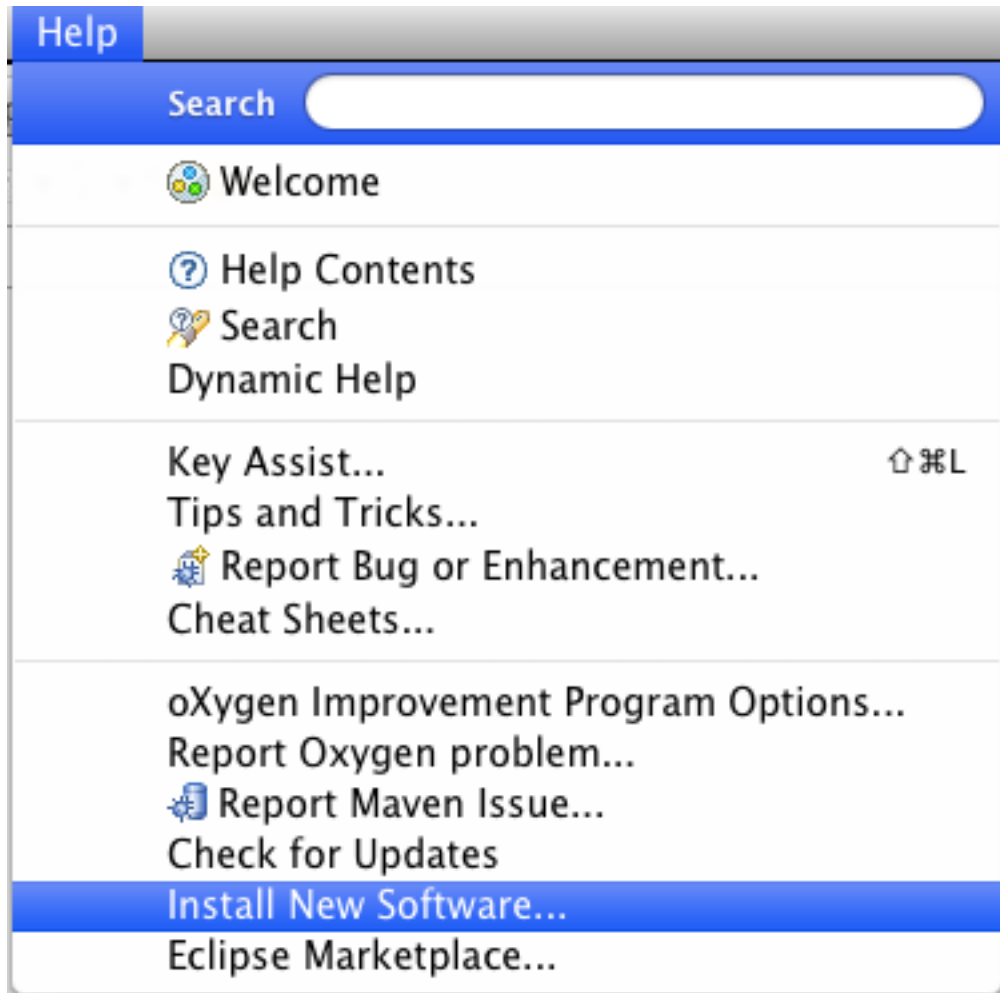 Help
Search
Welcome
Help Contents
Search
Dynamic Help
Key Assist... ⇧⌘L
Tips and Tricks...
Report Bug or Enhancement...
Cheat Sheets...
oXygen Improvement Program Options...
Report Oxygen problem...
Report Maven Issue...
Check for Updates
Install New Software...
Eclipse Marketplace...